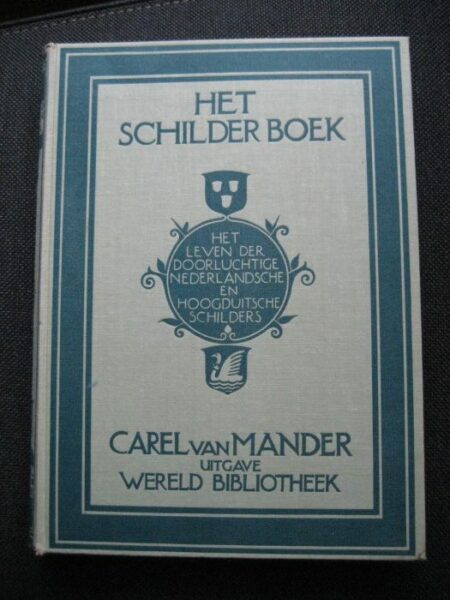 HET
SCHILDER BOEK
HET
LEVEN DER
DOORLUCHTIGE
NEDERLANDSCHE
EN
HOOGDUITSCHE
SCHILDERS
CAREL VAN MANDER
UITGAVE
WERELD BIBLIOTHEEK